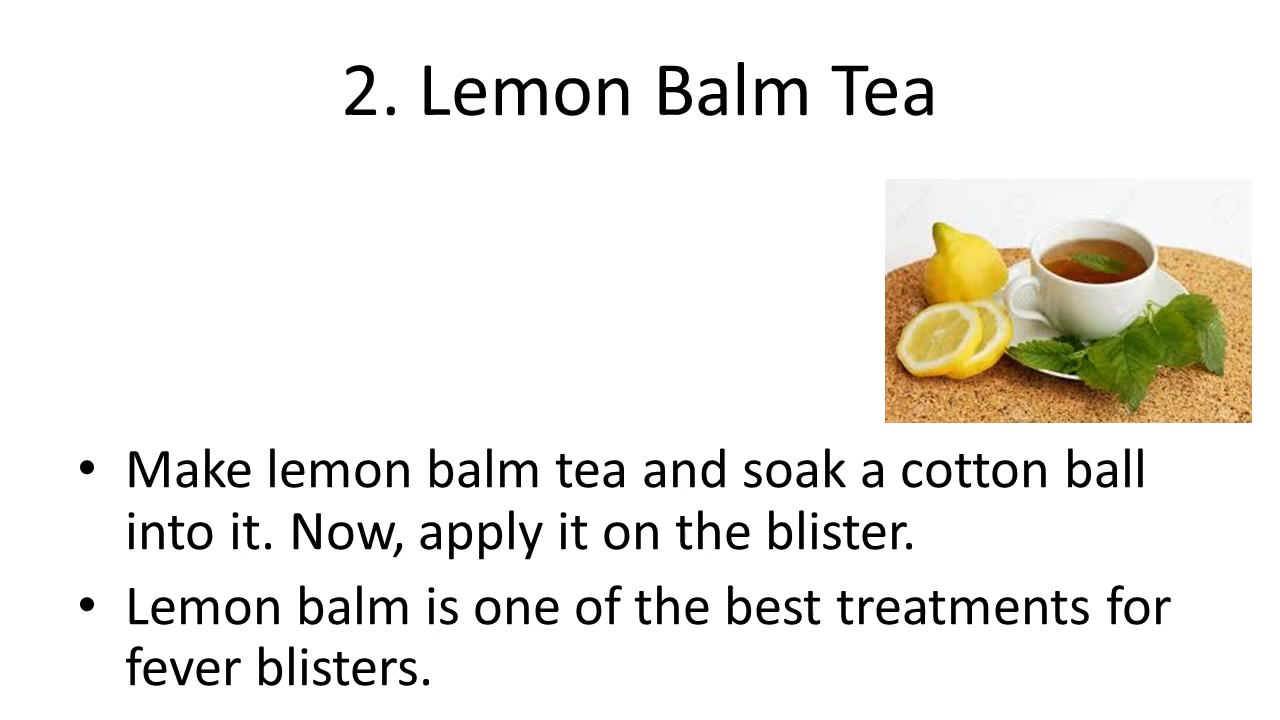 2. Lemon Balm Tea
• Make lemon balm tea and soak a cotton ball
into it. Now, apply it on the blister.
• Lemon balm is one of the best treatments for
fever blisters.